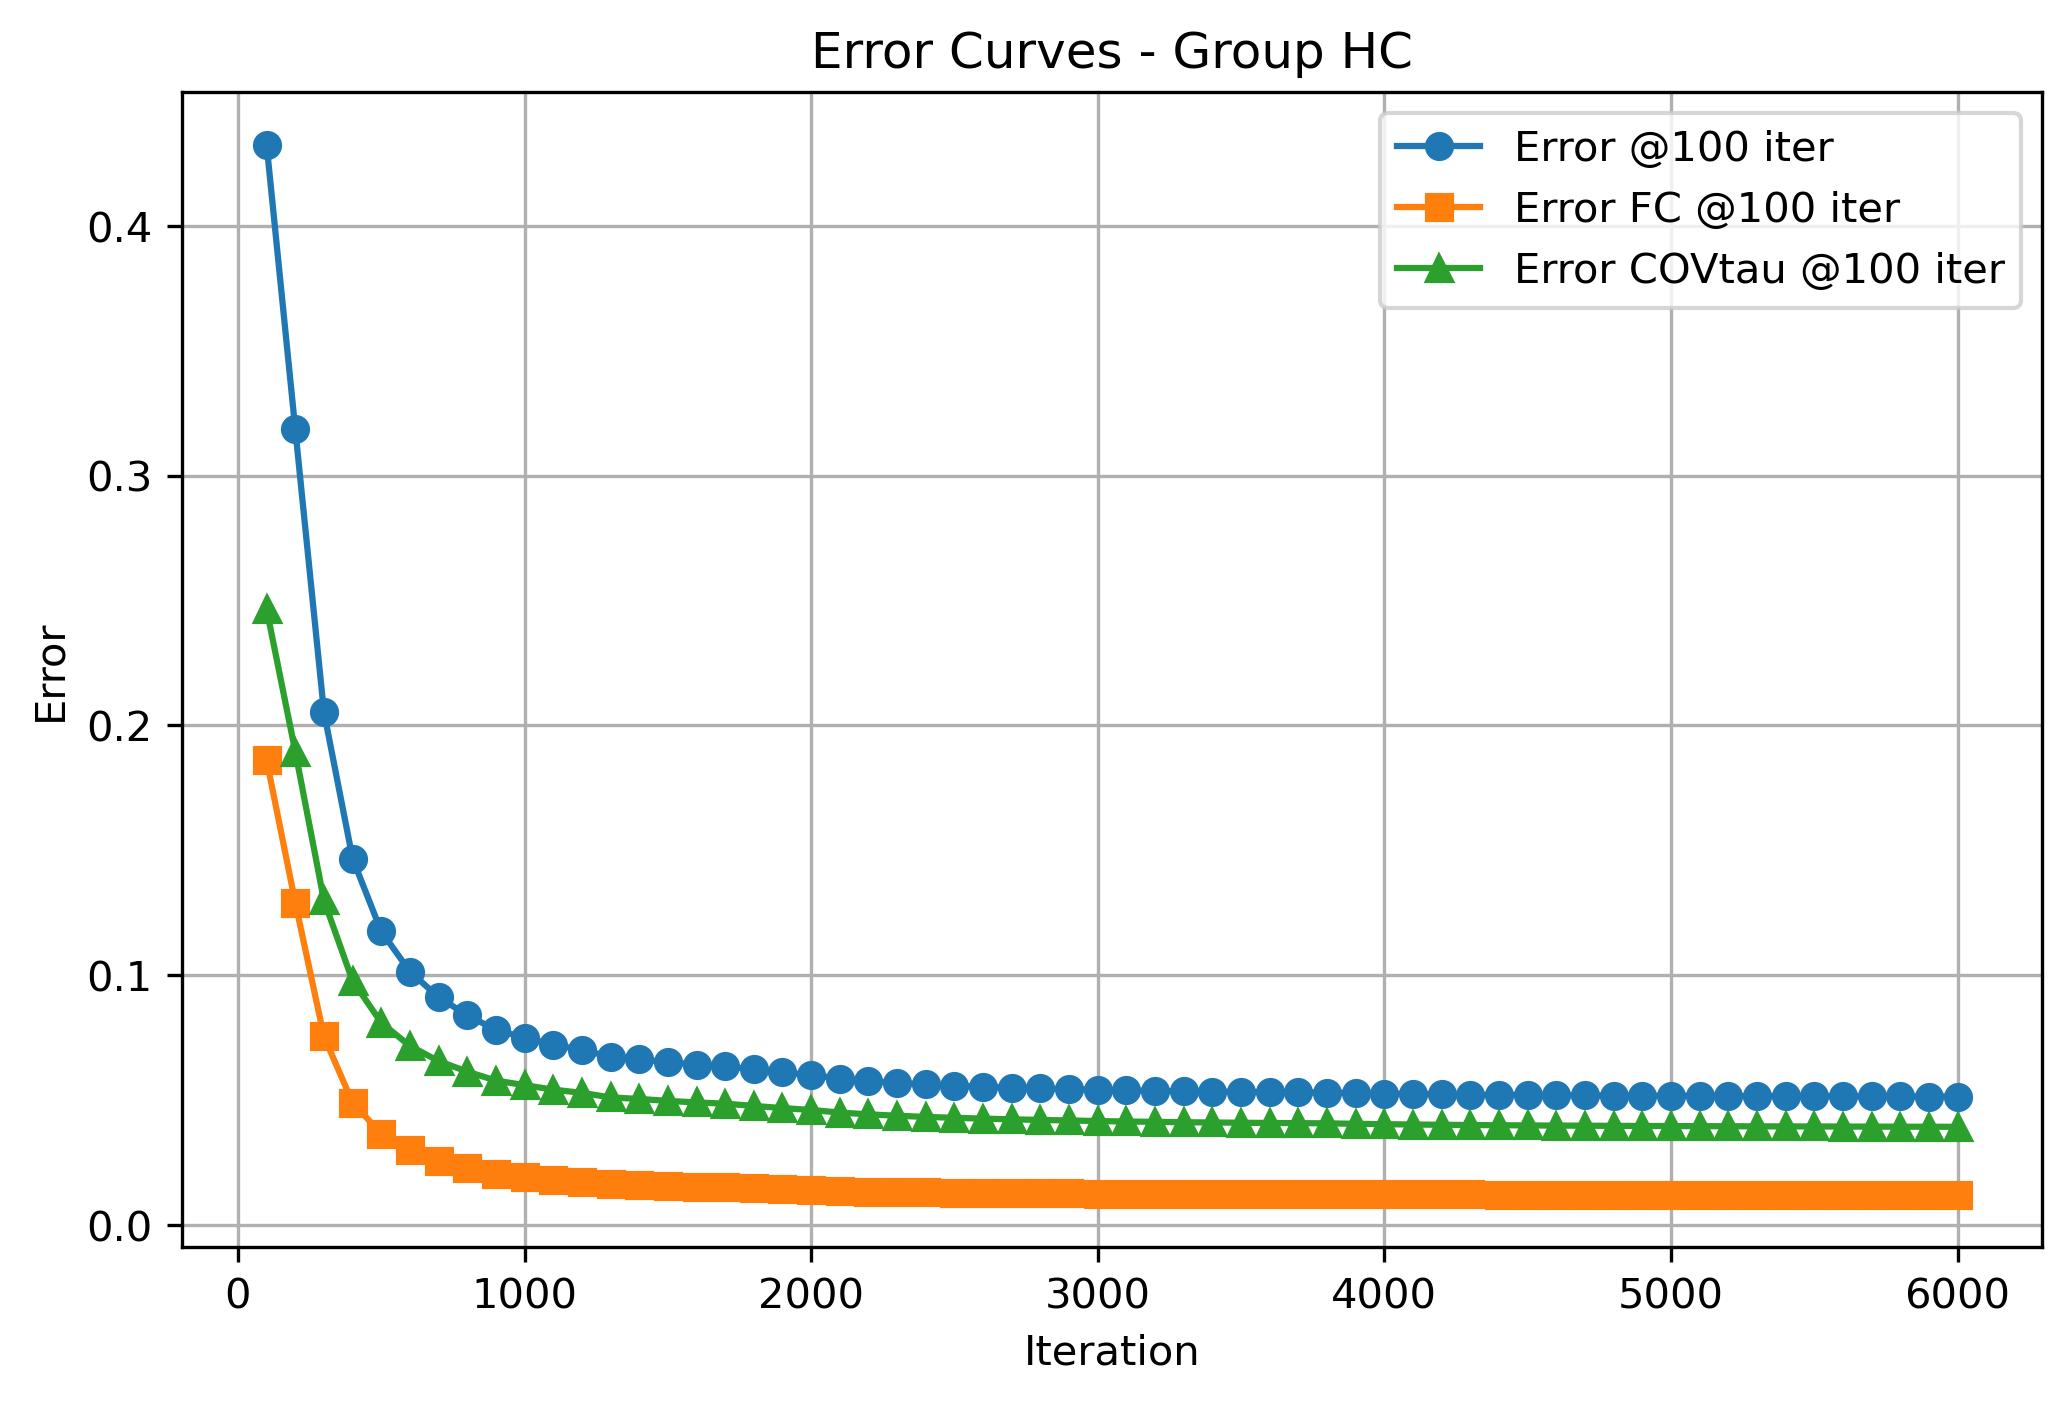 Error Curves - Group HC
Error @100 iter
Error FC @100 iter
Error COVtau @100 iter
Error
0.4
0.3
0.2
0.1
0.0
0 1000 2000 3000 4000 5000 6000
Iteration